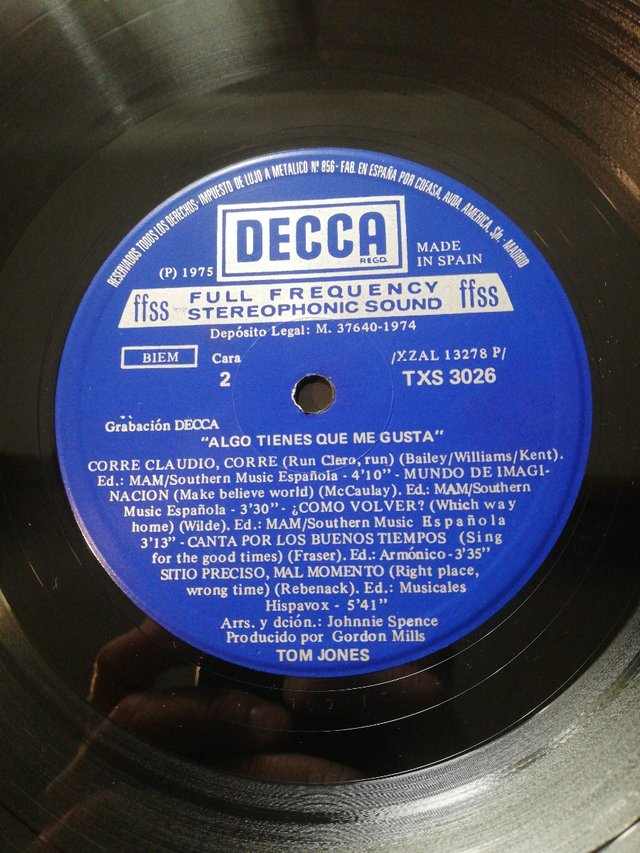 RESERVADOS TODOS LOS DERECHOS · IMPUESTO DE LUJO A METALICO Nº 856 · FAB. EN ESPAÑA POR COFASA. AVDA. AMERICA, S/n · MADRID
DECCA
REGD.
(P) 1975
MADE
IN SPAIN
ffss FULL FREQUENCY ffss
STEREOPHONIC SOUND
Depósito Legal: M. 37640-1974
BIEM Cara /XZAL 13278 P/
2 TXS 3026
Grabación DECCA
"ALGO TIENES QUE ME GUSTA"
CORRE CLAUDIO, CORRE (Run Clero, run) (Bailey/Williams/Kent).
Ed.: MAM/Southern Music Española - 4'10" - MUNDO DE IMAGI-
NACION (Make believe world) (McCaulay). Ed: MAM/Southern
Music Española - 3'30" - ¿COMO VOLVER? (Which way
home) (Wilde). Ed: MAM/Southern Music Española
3'13" - CANTA POR LOS BUENOS TIEMPOS (Sing
for the good times) (Fraser). Ed.: Armónico - 3'35"
SITIO PRECISO, MAL MOMENTO (Right place,
wrong time) (Rebenack). Ed.: Musicales
Hispavox - 5'41"
Arrs. y dción.: Johnnie Spence
Producido por Gordon Mills
TOM JONES